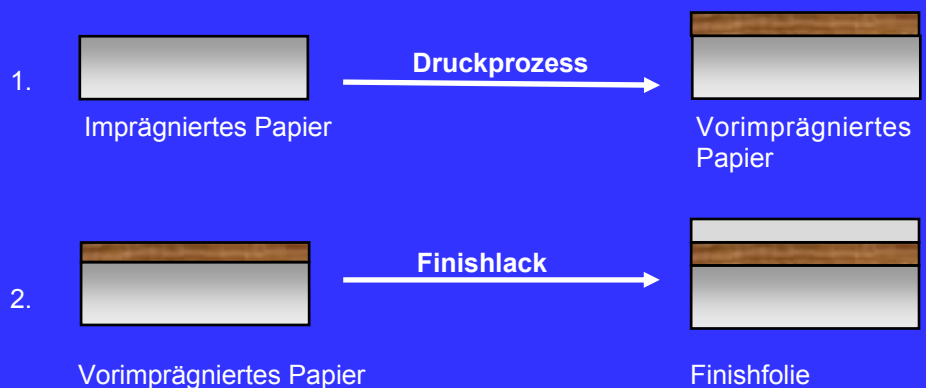 1.
Druckprozess
Imprägniertes Papier
Vorimprägniertes
Papier
2.
Finishlack
Vorimprägniertes Papier
Finishfolie